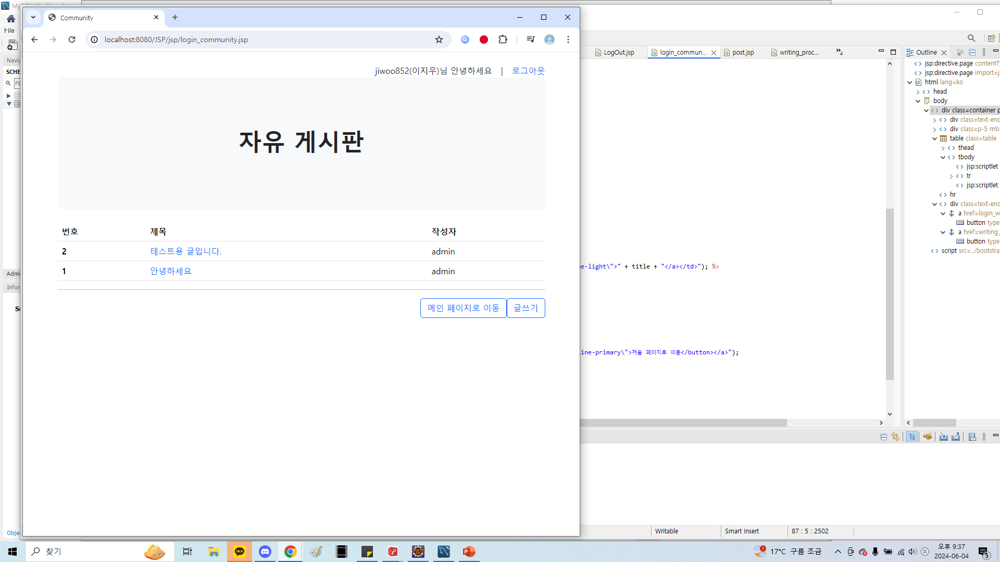 Community
localhost:8080/JSP/jsp/login_community.jsp
File
Navig
SCHE
Admi
Infor
Obje
jiwoo852(이지우)님 안녕하세요 | 로그아웃
자유 게시판
번호 제목 작성자
2 테스트용 글입니다. admin
1 안녕하세요 admin
메인 페이지로 이동 글쓰기
LogOut.jsp login_commun... post.jsp writing_proc... »4
e-light\">" + title + "</a></td>"); %>
ine-primary\">처음 페이지로 이동</button></a>");
Outline
jsp:directive.page contentTy
jsp:directive.page import=j
html lang=ko
head
body
div class=container p
div class=text-end
div class=p-5 mb-
table class=table
thead
tbody
jsp:scriptlet
tr
jsp:scriptlet
hr
div class=text-end
a href=login_w
button type
a href=writing.j
button type
script src=../bootstra
Writable Smart Insert 87 : 5 : 2502
찾기
TALK
1
17°C 구름 조금
오후 9:37
2024-06-04
5